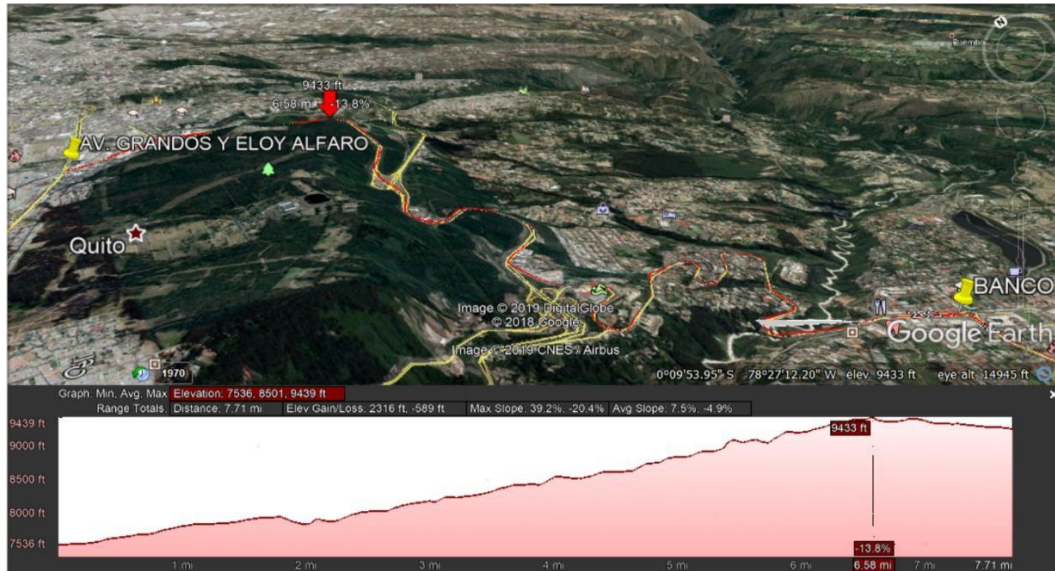 9433 ft
6.58 mi -13.8%
AV. GRANDOS Y ELOY ALFARO
Quito
BANCO
Image © 2019 DigitalGlobe
© 2018 Google
Image © 2019 CNES / Airbus
Google Earth
1970
0°09'53.95" S 78°27'12.20" W elev 9433 ft eye alt 14945 ft
Graph: Min, Avg, Max Elevation: 7536, 8501, 9439 ft
Range Totals: Distance: 7.71 mi Elev Gain/Loss: 2316 ft, -589 ft Max Slope: 39.2%, -20.4% Avg Slope: 7.5%, -4.9%
9439 ft
9433 ft
9000 ft
8500 ft
8000 ft
7536 ft
-13.8%
1 mi 2 mi 3 mi 4 mi 5 mi 6 mi 6.58 mi 7 mi 7.71 mi